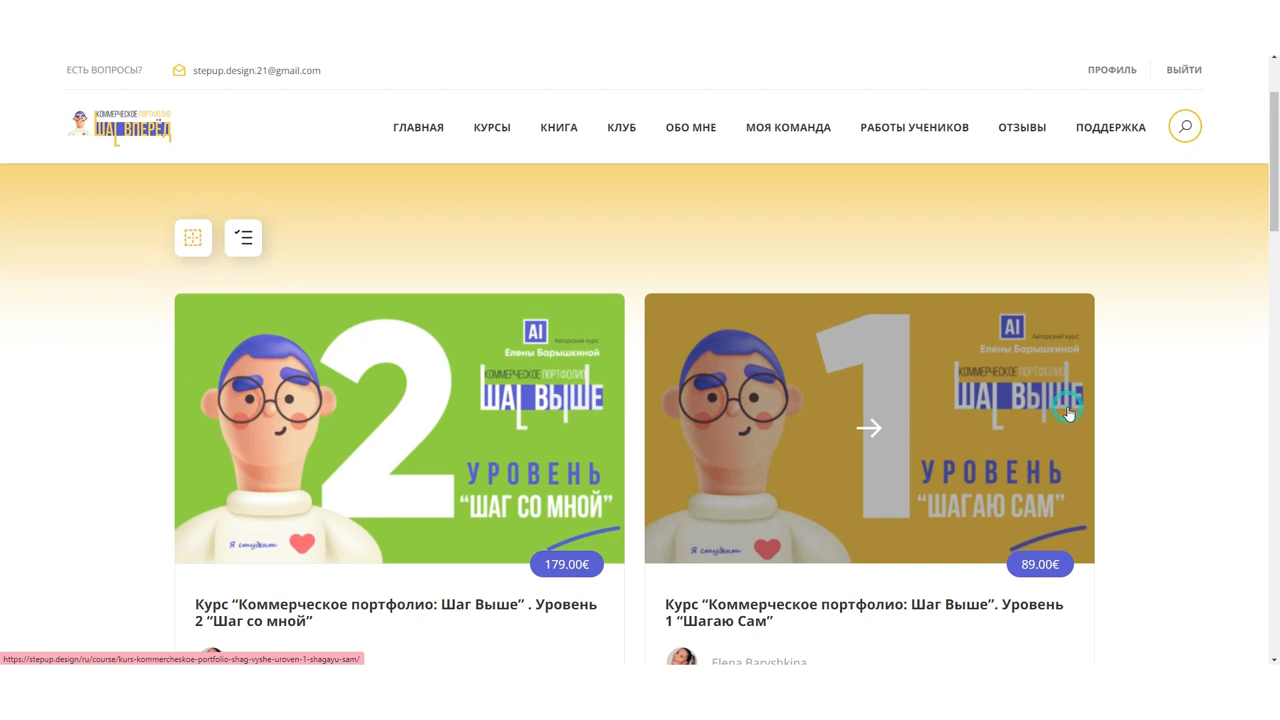 ЕСТЬ ВОПРОСЫ?
stepup.design.21@gmail.com
ПРОФИЛЬ
ВЫЙТИ
КОММЕРЧЕСКОЕ ПОРТФОЛИО
ШАГ ВПЕРЁД
ГЛАВНАЯ
КУРСЫ
КНИГА
КЛУБ
ОБО МНЕ
МОЯ КОМАНДА
РАБОТЫ УЧЕНИКОВ
ОТЗЫВЫ
ПОДДЕРЖКА
2
AI
Авторский курс
Елены Барышкиной
КОММЕРЧЕСКОЕ ПОРТФОЛИО
ШАГ ВЫШЕ
УРОВЕНЬ
“ШАГ СО МНОЙ”
Я студент
179.00€
Курс “Коммерческое портфолио: Шаг Выше” . Уровень
2 “Шаг со мной”
1
AI
Авторский курс
Елены Барышкиной
КОММЕРЧЕСКОЕ ПОРТФОЛИО
ШАГ ВЫШЕ
УРОВЕНЬ
“ШАГАЮ САМ”
Я студент
89.00€
Курс “Коммерческое портфолио: Шаг Выше”. Уровень
1 “Шагаю Сам”
Elena Baryshkina
https://stepup.design/ru/course/kurs-kommercheskoe-portfolio-shag-vyshe-uroven-1-shagayu-sam/